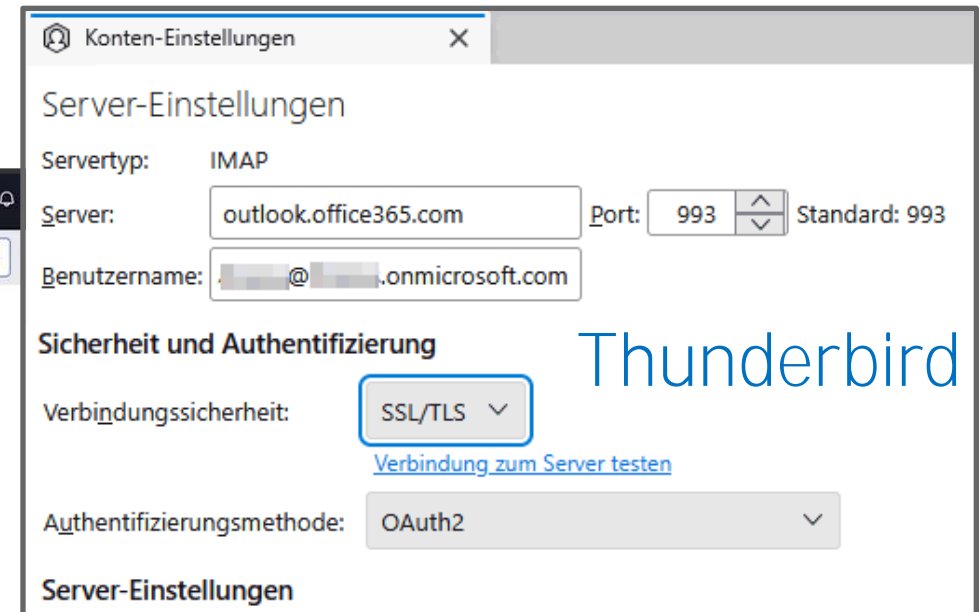 Konten-Einstellungen
Server-Einstellungen
Servertyp: IMAP
Server: outlook.office365.com Port: 993 Standard: 993
Benutzername: @ .onmicrosoft.com
Sicherheit und Authentifizierung
Thunderbird
Verbindungssicherheit: SSL/TLS
Verbindung zum Server testen
Authentifizierungsmethode: OAuth2
Server-Einstellungen